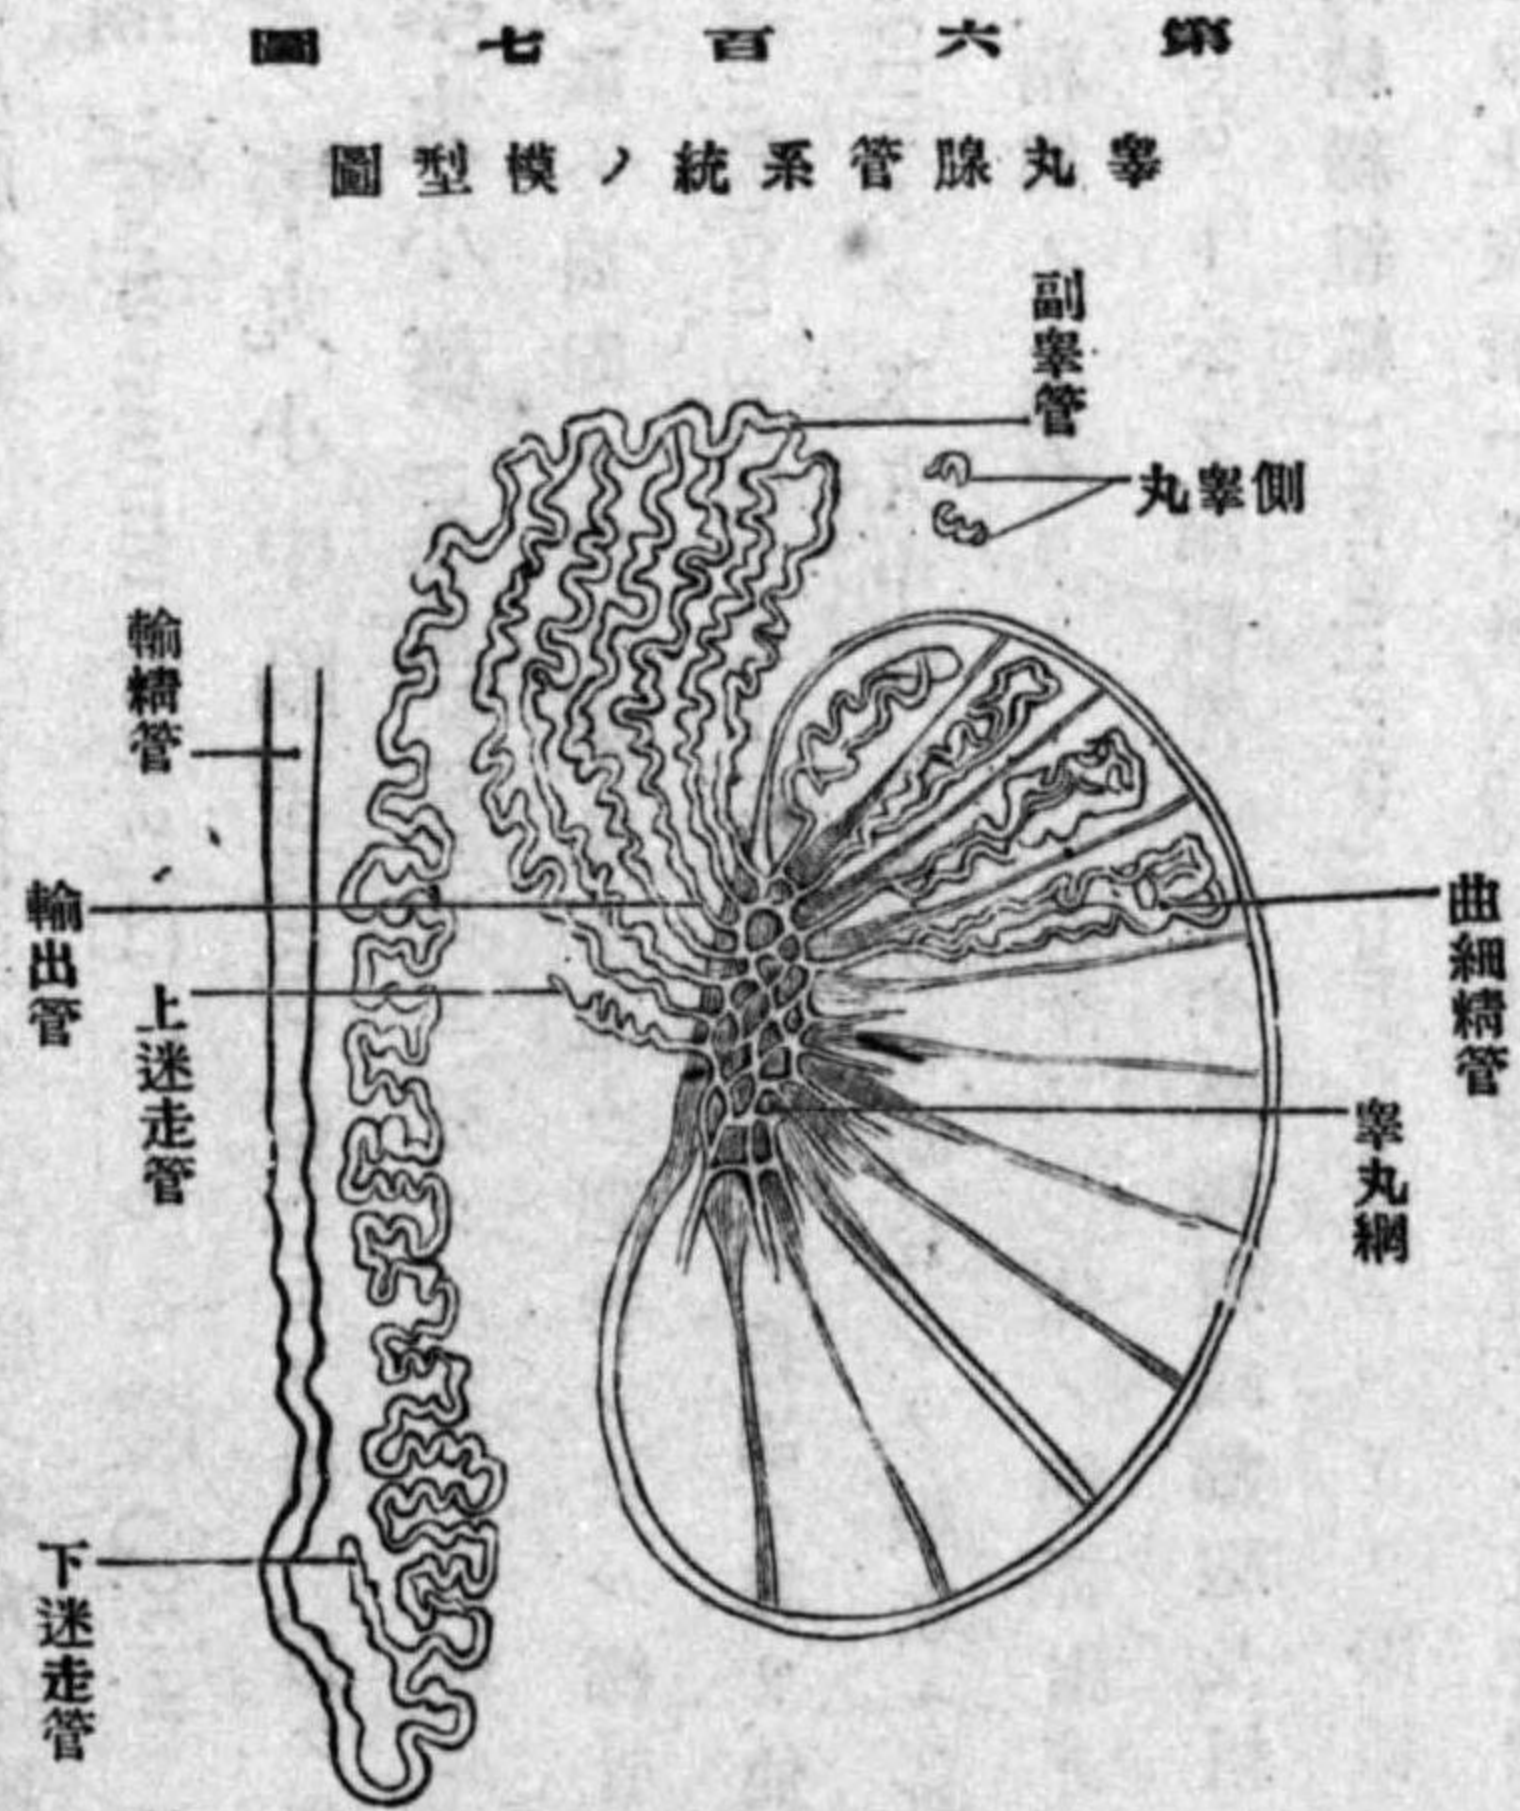 第六百七圖
睾丸腺管系統ノ模型圖
副睾管
側睾丸
輸精管
曲細精管
輸出管
上迷走管
睾丸網
下迷走管